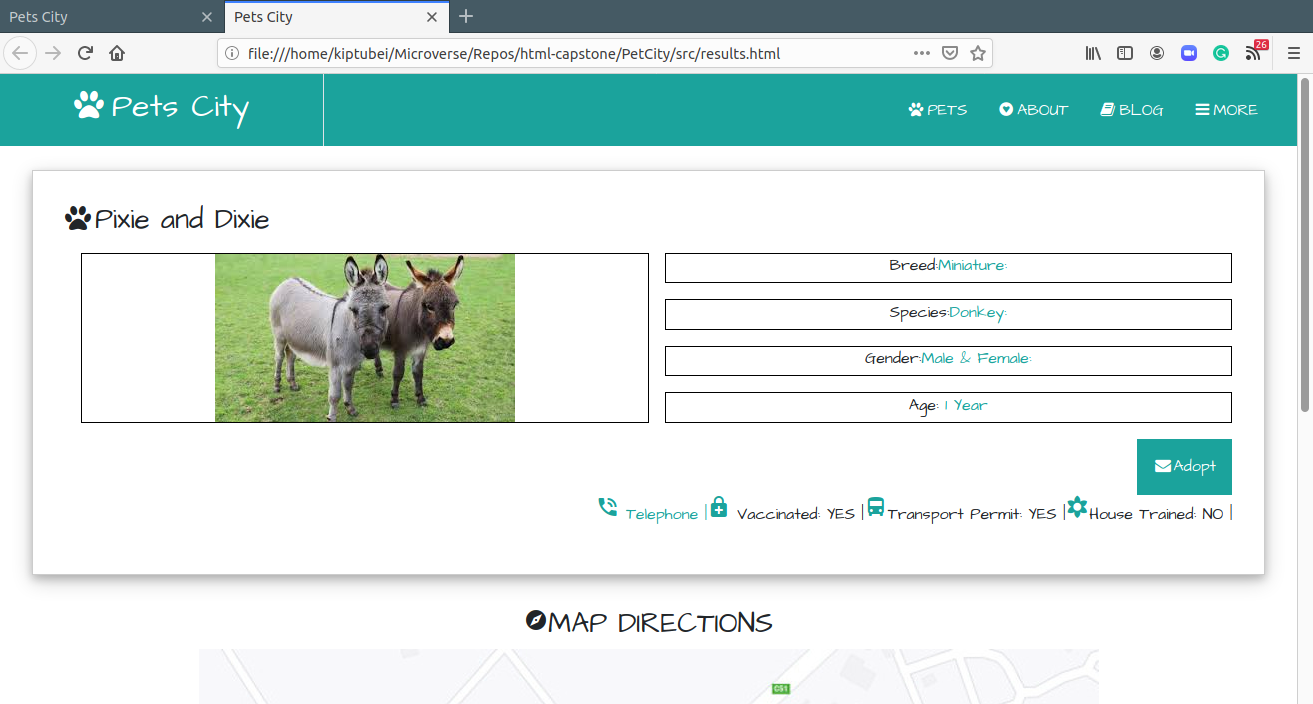 Pets City
Pets City
file:///home/kiptubei/Microverse/Repos/html-capstone/PetCity/src/results.html
26
Pets City
PETS
ABOUT
BLOG
MORE
Pixie and Dixie
Breed:Miniature:
Species:Donkey:
Gender:Male & Female:
Age: 1 Year
Adopt
Telephone | Vaccinated: YES | Transport Permit: YES | House Trained: NO |
MAP DIRECTIONS
C51